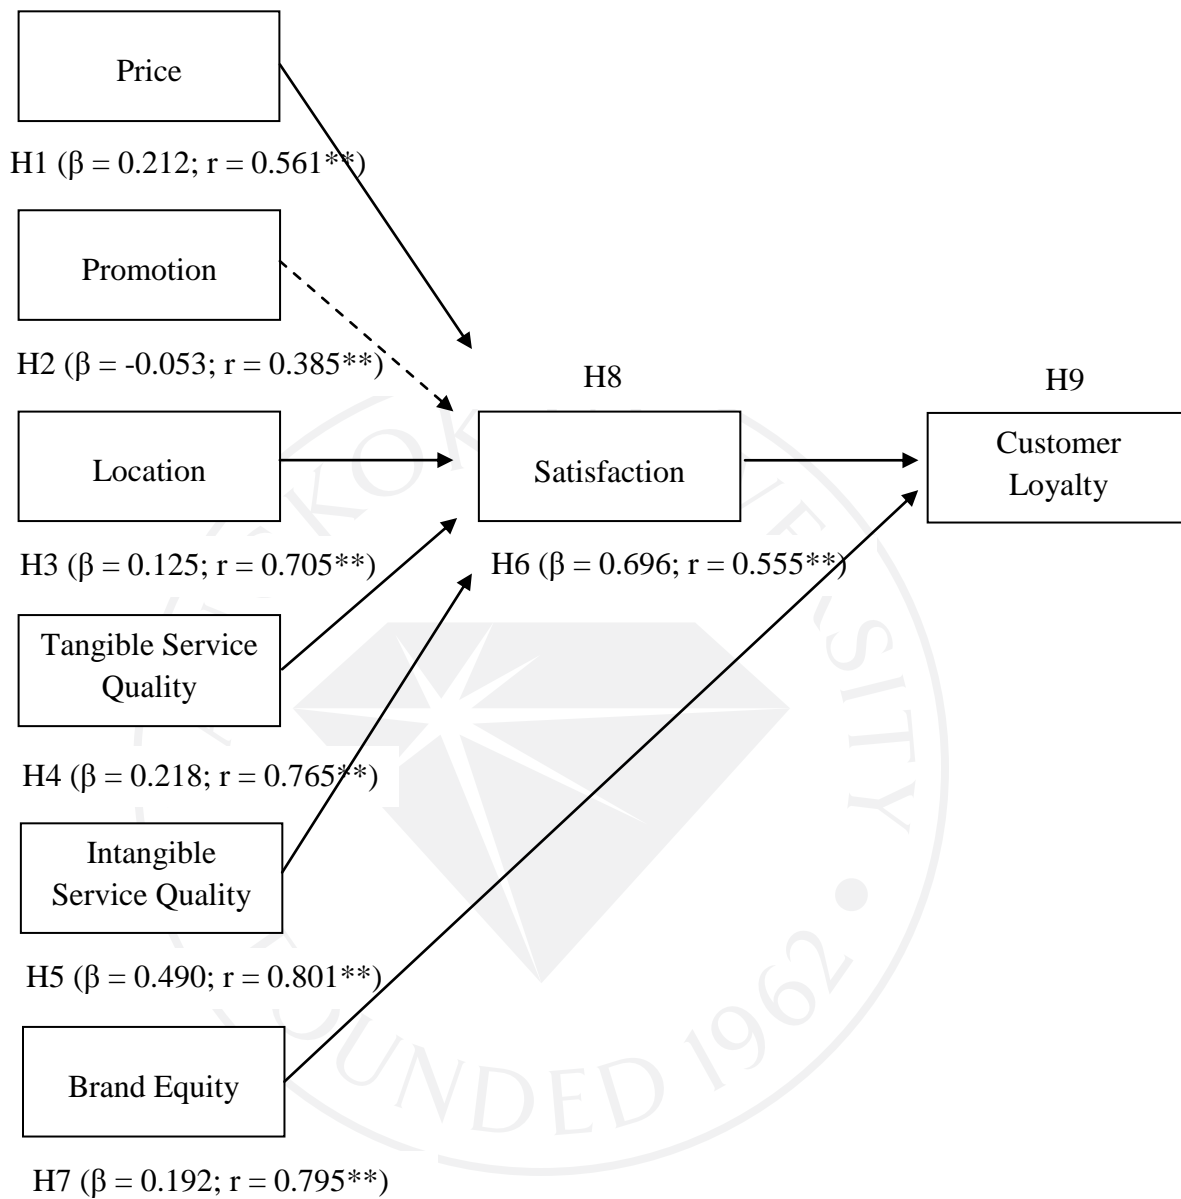 Price
H1 (β = 0.212; r = 0.561**)
Promotion
H2 (β = -0.053; r = 0.385**)
H8
H9
Location
Satisfaction
Customer
Loyalty
H3 (β = 0.125; r = 0.705**)
H6 (β = 0.696; r = 0.555**)
Tangible Service
Quality
H4 (β = 0.218; r = 0.765**)
Intangible
Service Quality
H5 (β = 0.490; r = 0.801**)
Brand Equity
H7 (β = 0.192; r = 0.795**)
FOUNDED 1962